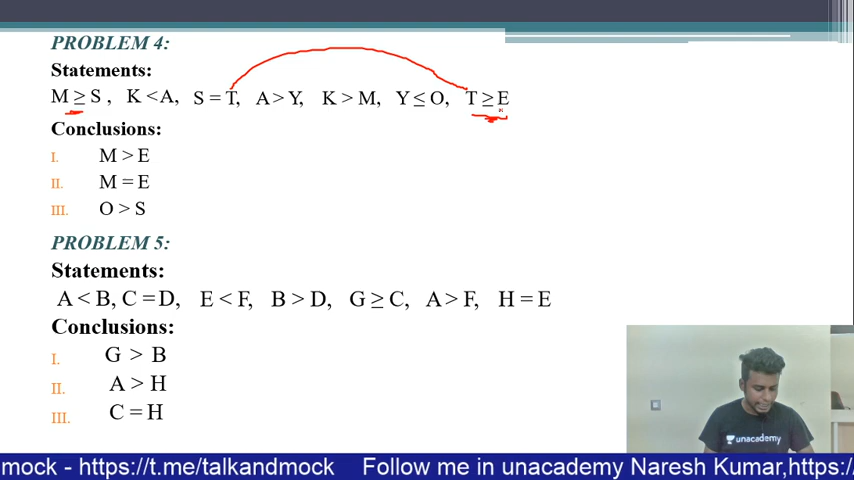 PROBLEM 4:
Statements:
M ≥ S , K < A, S = T, A > Y, K > M, Y ≤ O, T ≥ E
Conclusions:
I. M > E
II. M = E
III. O > S
PROBLEM 5:
Statements:
A < B, C = D, E < F, B > D, G ≥ C, A > F, H = E
Conclusions:
I. G > B
II. A > H
III. C = H
unacademy
mock - https://t.me/talkandmock Follow me in unacademy Naresh Kumar,https:/